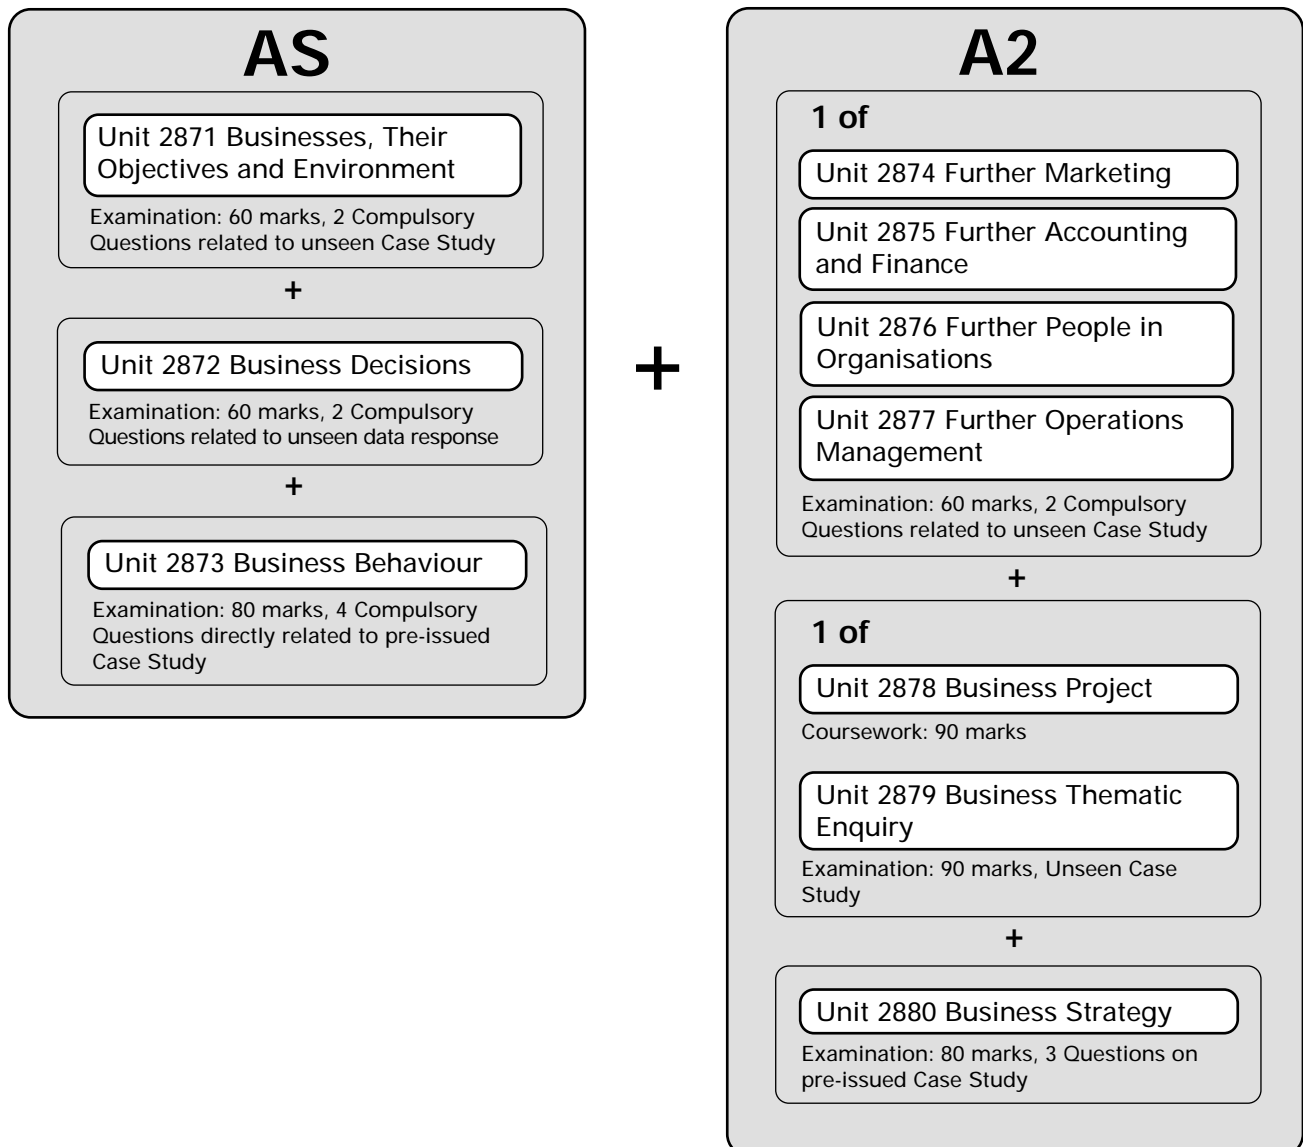 AS
Unit 2871 Businesses, Their
Objectives and Environment
Examination: 60 marks, 2 Compulsory
Questions related to unseen Case Study
+
Unit 2872 Business Decisions
Examination: 60 marks, 2 Compulsory
Questions related to unseen data response
+
Unit 2873 Business Behaviour
Examination: 80 marks, 4 Compulsory
Questions directly related to pre-issued
Case Study
+
A2
1 of
Unit 2874 Further Marketing
Unit 2875 Further Accounting
and Finance
Unit 2876 Further People in
Organisations
Unit 2877 Further Operations
Management
Examination: 60 marks, 2 Compulsory
Questions related to unseen Case Study
+
1 of
Unit 2878 Business Project
Coursework: 90 marks
Unit 2879 Business Thematic
Enquiry
Examination: 90 marks, Unseen Case
Study
+
Unit 2880 Business Strategy
Examination: 80 marks, 3 Questions on
pre-issued Case Study